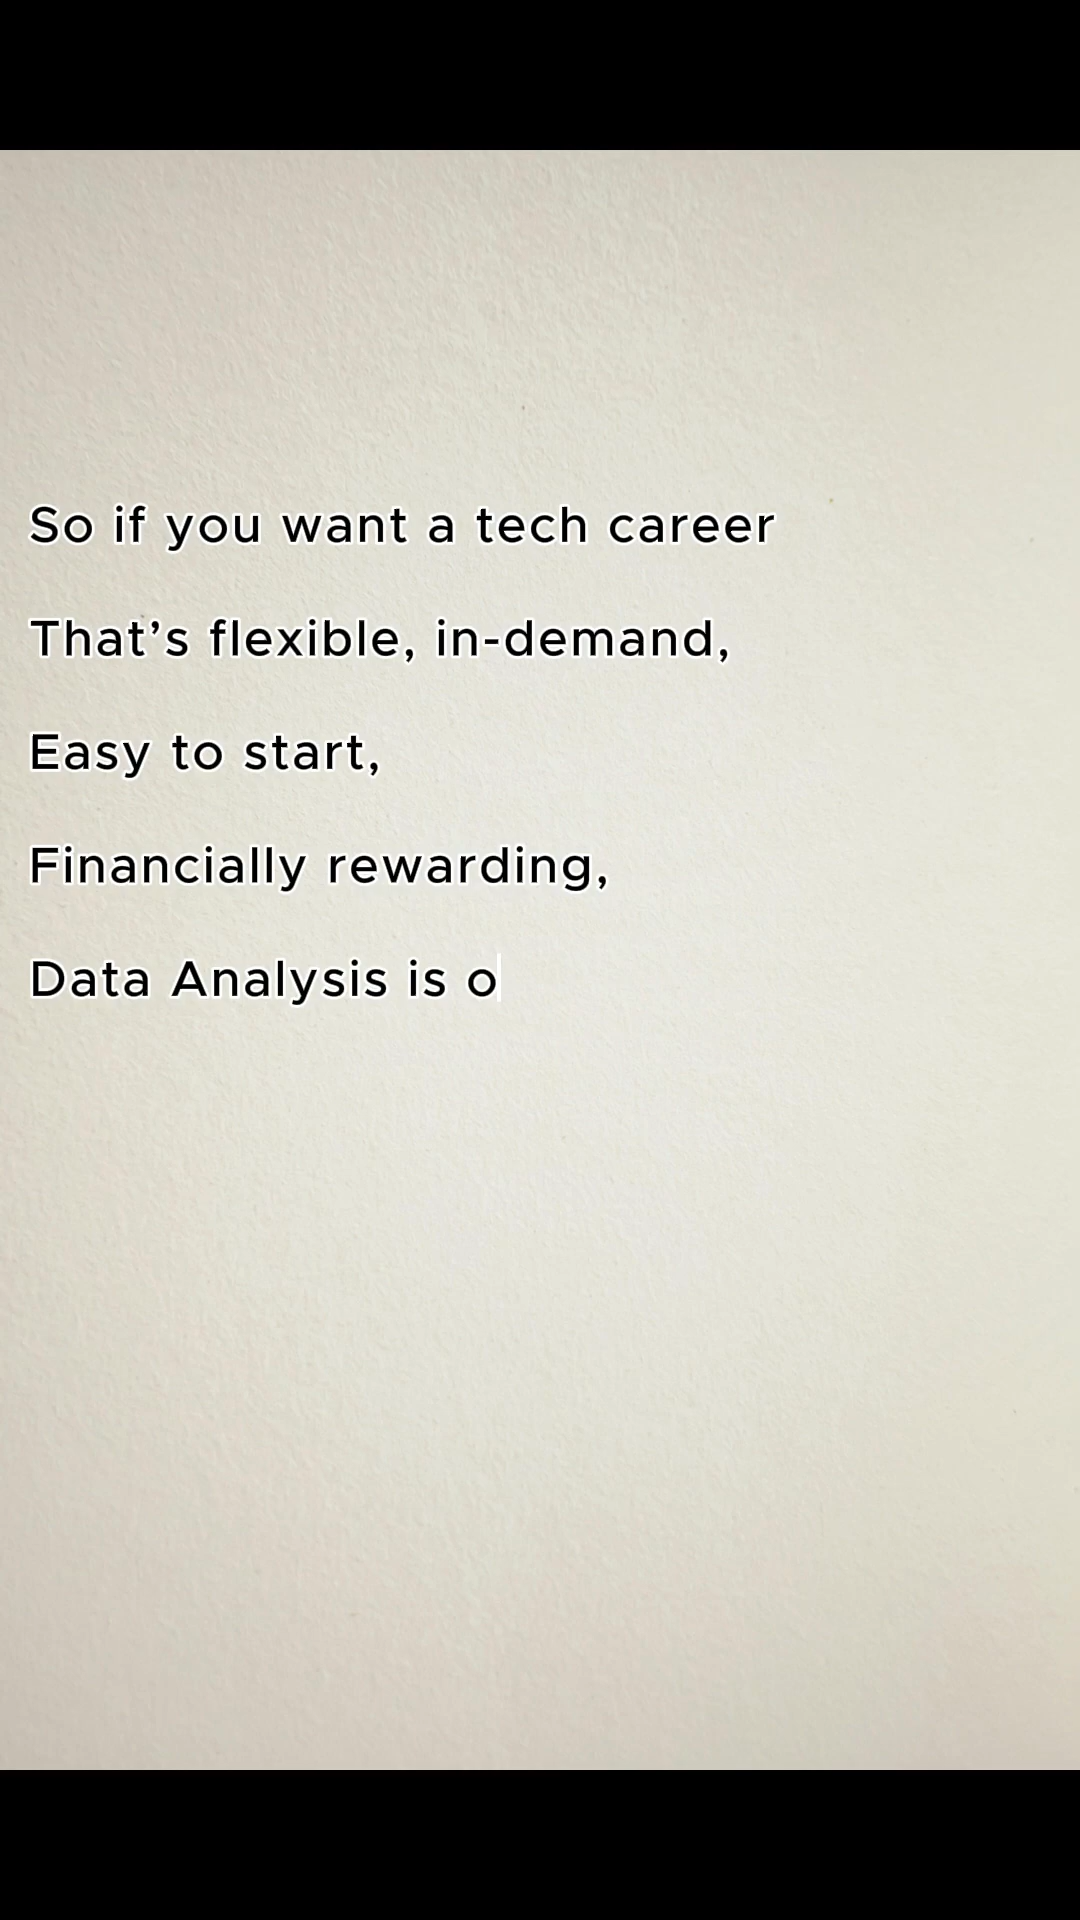 So if you want a tech career
That’s flexible, in-demand,
Easy to start,
Financially rewarding,
Data Analysis is o